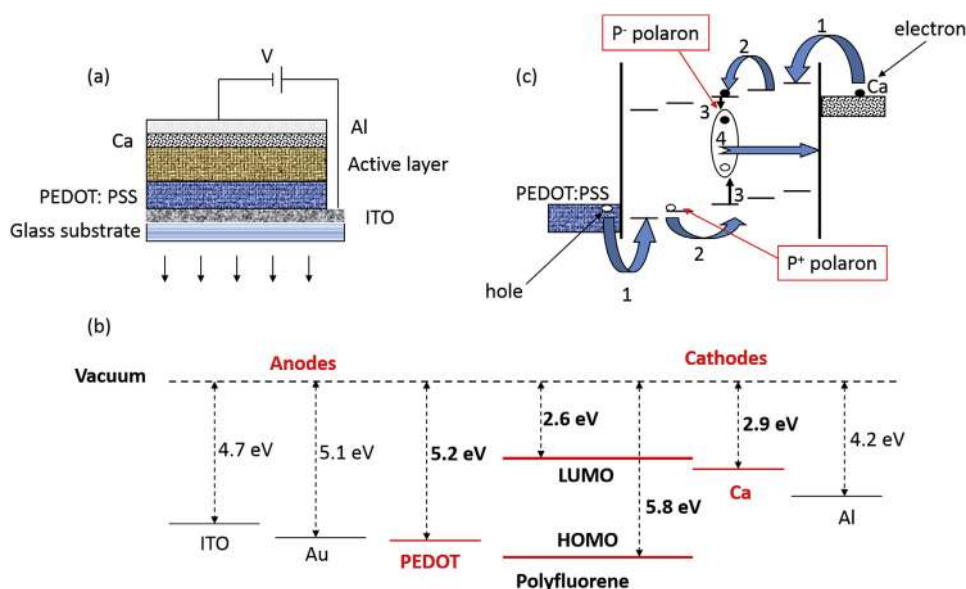 (a)
V
Al
Ca
Active layer
PEDOT: PSS
ITO
Glass substrate
(c)
P- polaron
1
electron
2
Ca
3
4
3
PEDOT:PSS
2
P+ polaron
hole
1
(b)
Anodes
Cathodes
Vacuum
2.6 eV
2.9 eV
4.7 eV
5.1 eV
5.2 eV
4.2 eV
LUMO
Ca
5.8 eV
Al
ITO
Au
PEDOT
HOMO
Polyfluorene